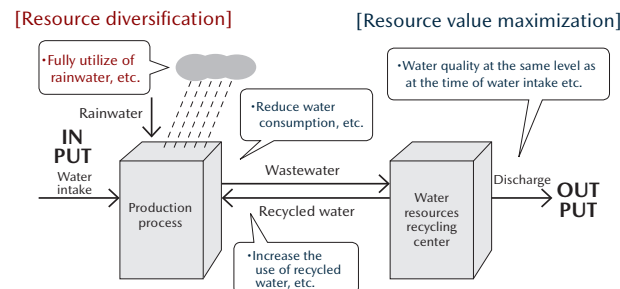 [Resource diversification]
[Resource value maximization]
•Fully utilize of
rainwater, etc.
•Water quality at the same level as
at the time of water intake etc.
Rainwater
•Reduce water
consumption, etc.
IN
PUT
Water
intake
Production
process
Wastewater
Recycled water
Water
resources
recycling
center
Discharge
OUT
PUT
•Increase the
use of recycled
water, etc.